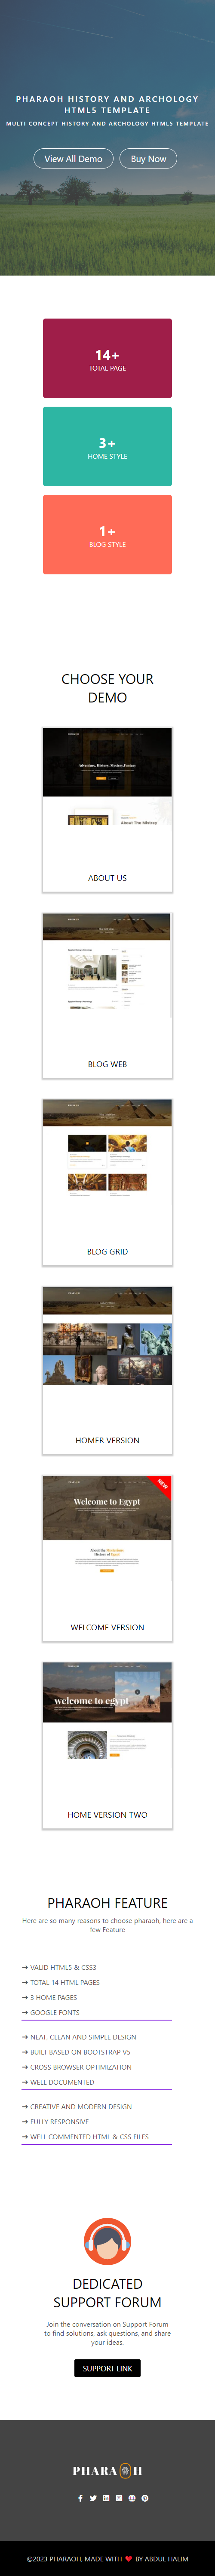 PHARAOH HISTORY AND ARCHOLOGY
HTML5 TEMPLATE
MULTI CONCEPT HISTORY AND ARCHOLOGY HTML5 TEMPLATE
View All Demo
Buy Now
14+
TOTAL PAGE
3+
HOME STYLE
1+
BLOG STYLE
CHOOSE YOUR
DEMO
Adventure, History, Mystery,Fantasy
About The Mistrey
ABOUT US
BLOG WEB
BLOG GRID
HOMER VERSION
NEW
Welcome to Egypt
About the Mysterious
History of Egypt
WELCOME VERSION
welcome to egypt
HOME VERSION TWO
PHARAOH FEATURE
Here are so many reasons to choose pharaoh, here are a
few Feature
➔ VALID HTML5 & CSS3
➔ TOTAL 14 HTML PAGES
➔ 3 HOME PAGES
➔ GOOGLE FONTS
➔ NEAT, CLEAN AND SIMPLE DESIGN
➔ BUILT BASED ON BOOTSTRAP V5
➔ CROSS BROWSER OPTIMIZATION
➔ WELL DOCUMENTED
➔ CREATIVE AND MODERN DESIGN
➔ FULLY RESPONSIVE
➔ WELL COMMENTED HTML & CSS FILES
DEDICATED
SUPPORT FORUM
Join the conversation on Support Forum
to find solutions, ask questions, and share
your ideas.
SUPPORT LINK
PHARAOH
©2023 PHARAOH, MADE WITH ❤ BY ABDUL HALIM